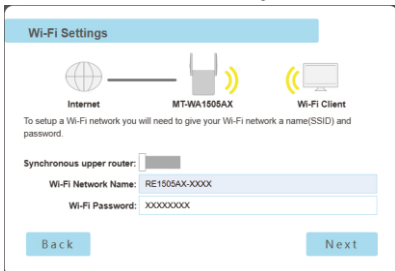 Wi-Fi Settings
Internet
MT-WA1505AX
Wi-Fi Client
To setup a Wi-Fi network you will need to give your Wi-Fi network a name(SSID) and
password.
Synchronous upper router:
Wi-Fi Network Name: RE1505AX-XXXX
Wi-Fi Password: XXXXXXXX
Back
Next